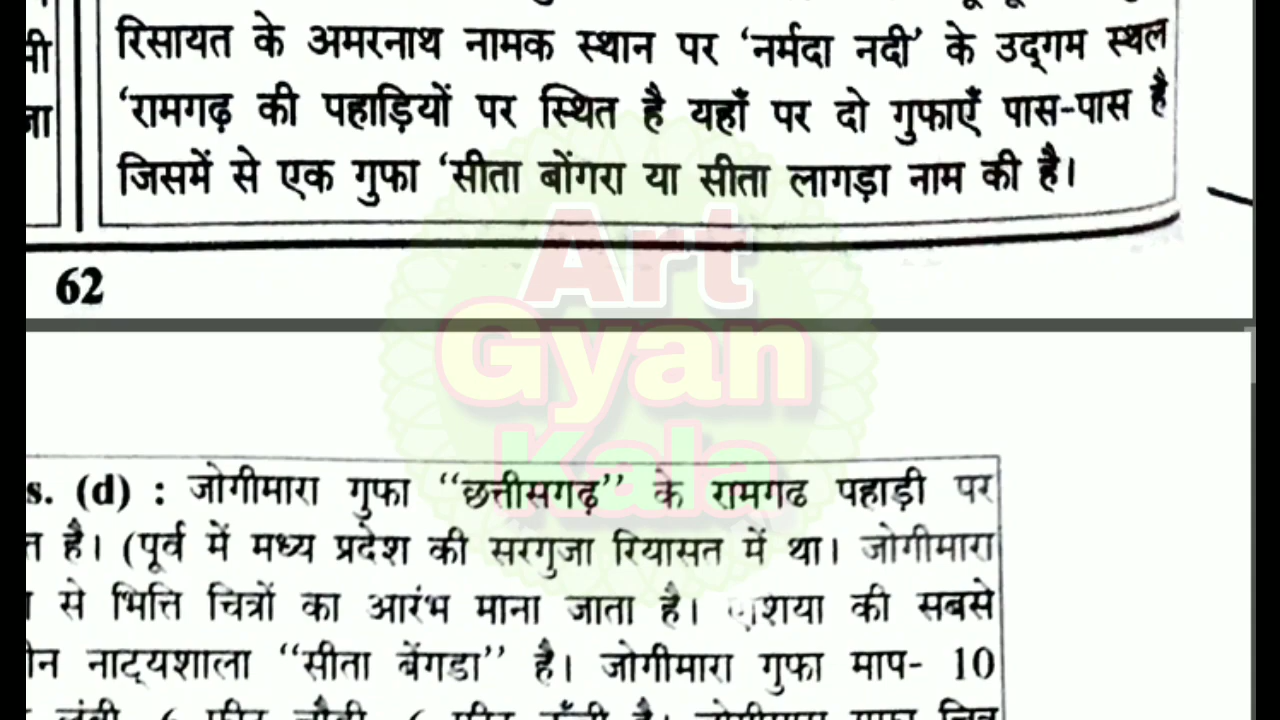 रिसायत के अमरनाथ नामक स्थान पर ‘नर्मदा नदी’ के उद्‌गम स्थल
‘रामगढ़ की पहाड़ियों पर स्थित है यहाँ पर दो गुफाएँ पास-पास है
जिसमें से एक गुफा ‘सीता बोंगरा या सीता लागड़ा नाम की है।
62
Art
Gyan
Kala
s. (d) : जोगीमारा गुफा ‘‘छत्तीसगढ़’’ के रामगढ पहाड़ी पर
है। (पूर्व में मध्य प्रदेश की सरगुजा रियासत में था। जोगीमारा
से भित्ति चित्रों का आरंभ माना जाता है। एशिया की सबसे
नाट्‌यशाला ‘‘सीता बेंगडा’’ है। जोगीमारा गुफा माप- 10